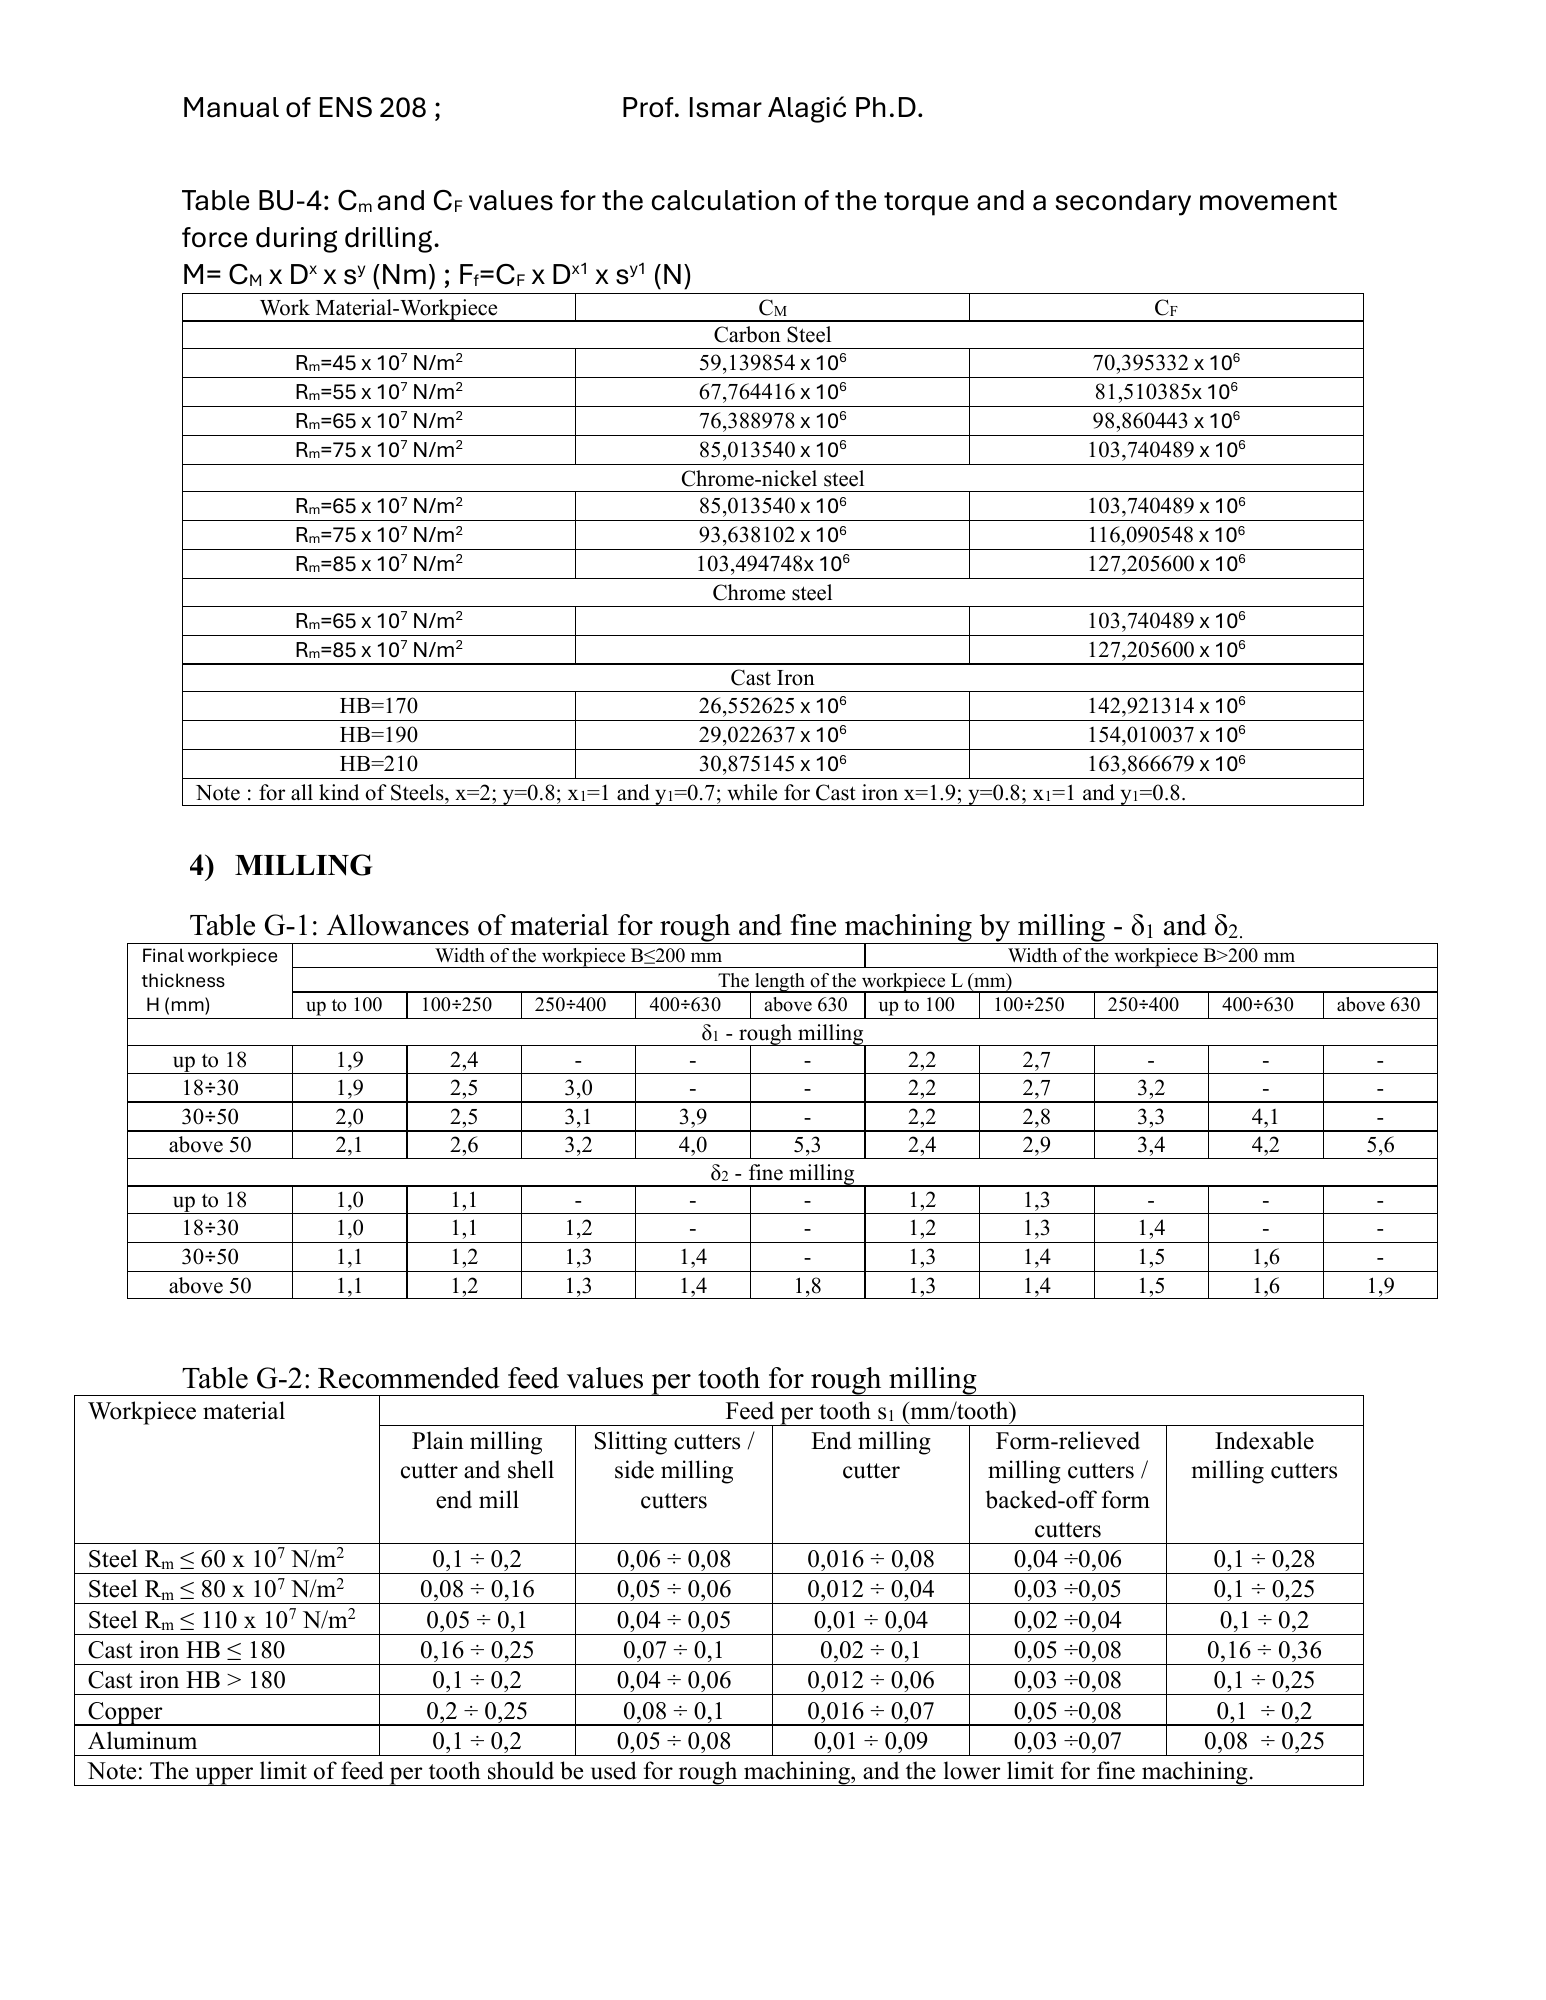 Manual of ENS 208 ; Prof. Ismar Alagić Ph.D.
Table BU-4: Cm and CF values for the calculation of the torque and a secondary movement
force during drilling.
M= CM x Dˣ x sʸ (Nm) ; Ff=CF x Dˣ¹ x sʸ¹ (N)
Work Material-Workpiece CM CF
Carbon Steel
Rm=45 x 10⁷ N/m² 59,139854 x 10⁶ 70,395332 x 10⁶
Rm=55 x 10⁷ N/m² 67,764416 x 10⁶ 81,510385x 10⁶
Rm=65 x 10⁷ N/m² 76,388978 x 10⁶ 98,860443 x 10⁶
Rm=75 x 10⁷ N/m² 85,013540 x 10⁶ 103,740489 x 10⁶
Chrome-nickel steel
Rm=65 x 10⁷ N/m² 85,013540 x 10⁶ 103,740489 x 10⁶
Rm=75 x 10⁷ N/m² 93,638102 x 10⁶ 116,090548 x 10⁶
Rm=85 x 10⁷ N/m² 103,494748x 10⁶ 127,205600 x 10⁶
Chrome steel
Rm=65 x 10⁷ N/m² 103,740489 x 10⁶
Rm=85 x 10⁷ N/m² 127,205600 x 10⁶
Cast Iron
HB=170 26,552625 x 10⁶ 142,921314 x 10⁶
HB=190 29,022637 x 10⁶ 154,010037 x 10⁶
HB=210 30,875145 x 10⁶ 163,866679 x 10⁶
Note : for all kind of Steels, x=2; y=0.8; x₁=1 and y₁=0.7; while for Cast iron x=1.9; y=0.8; x₁=1 and y₁=0.8.
4) MILLING
Table G-1: Allowances of material for rough and fine machining by milling - δ₁ and δ₂.
Final workpiece Width of the workpiece B≤200 mm Width of the workpiece B>200 mm
thickness The length of the workpiece L (mm)
H (mm) up to 100 100÷250 250÷400 400÷630 above 630 up to 100 100÷250 250÷400 400÷630 above 630
δ₁ - rough milling
up to 18 1,9 2,4 - - - 2,2 2,7 - - -
18÷30 1,9 2,5 3,0 - - 2,2 2,7 3,2 - -
30÷50 2,0 2,5 3,1 3,9 - 2,2 2,8 3,3 4,1 -
above 50 2,1 2,6 3,2 4,0 5,3 2,4 2,9 3,4 4,2 5,6
δ₂ - fine milling
up to 18 1,0 1,1 - - - 1,2 1,3 - - -
18÷30 1,0 1,1 1,2 - - 1,2 1,3 1,4 - -
30÷50 1,1 1,2 1,3 1,4 - 1,3 1,4 1,5 1,6 -
above 50 1,1 1,2 1,3 1,4 1,8 1,3 1,4 1,5 1,6 1,9
Table G-2: Recommended feed values per tooth for rough milling
Workpiece material Feed per tooth s₁ (mm/tooth)
Plain milling Slitting cutters / End milling Form-relieved Indexable
cutter and shell side milling cutter milling cutters / milling cutters
end mill cutters backed-off form
cutters
Steel Rm ≤ 60 x 10⁷ N/m² 0,1 ÷ 0,2 0,06 ÷ 0,08 0,016 ÷ 0,08 0,04 ÷0,06 0,1 ÷ 0,28
Steel Rm ≤ 80 x 10⁷ N/m² 0,08 ÷ 0,16 0,05 ÷ 0,06 0,012 ÷ 0,04 0,03 ÷0,05 0,1 ÷ 0,25
Steel Rm ≤ 110 x 10⁷ N/m² 0,05 ÷ 0,1 0,04 ÷ 0,05 0,01 ÷ 0,04 0,02 ÷0,04 0,1 ÷ 0,2
Cast iron HB ≤ 180 0,16 ÷ 0,25 0,07 ÷ 0,1 0,02 ÷ 0,1 0,05 ÷0,08 0,16 ÷ 0,36
Cast iron HB > 180 0,1 ÷ 0,2 0,04 ÷ 0,06 0,012 ÷ 0,06 0,03 ÷0,08 0,1 ÷ 0,25
Copper 0,2 ÷ 0,25 0,08 ÷ 0,1 0,016 ÷ 0,07 0,05 ÷0,08 0,1 ÷ 0,2
Aluminum 0,1 ÷ 0,2 0,05 ÷ 0,08 0,01 ÷ 0,09 0,03 ÷0,07 0,08 ÷ 0,25
Note: The upper limit of feed per tooth should be used for rough machining, and the lower limit for fine machining.